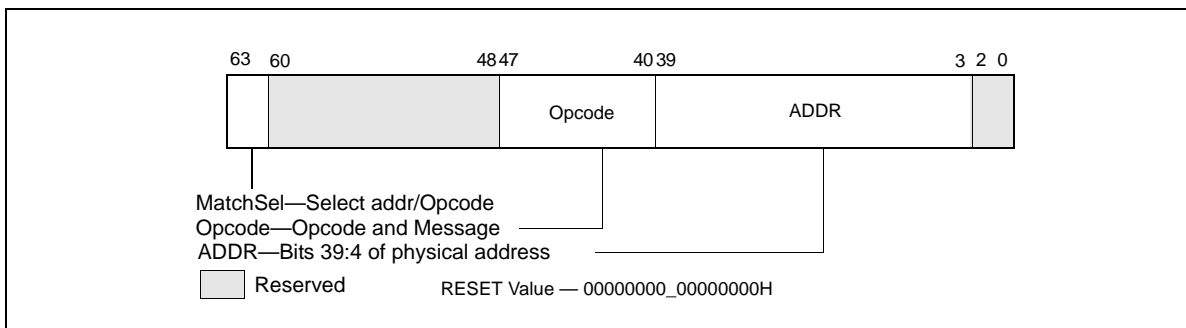 63 60 48 47 40 39 3 2 0
Opcode ADDR
MatchSel—Select addr/Opcode
Opcode—Opcode and Message
ADDR—Bits 39:4 of physical address
Reserved RESET Value — 00000000_00000000H